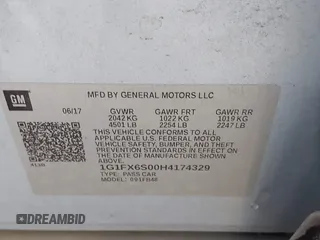 GM
MFD BY GENERAL MOTORS LLC
06/17 GVWR GAWR FRT GAWR RR
2042 KG 1022 KG 1019 KG
4501 LB 2254 LB 2247 LB
THIS VEHICLE CONFORMS TO ALL
APPLICABLE U.S. FEDERAL MOTOR
VEHICLE SAFETY, BUMPER, AND THEFT
PREVENTION STANDARDS IN EFFECT
ON THE DATE OF MANUFACTURE
SHOWN ABOVE.
1G1FX6S00H4174329
TYPE: PASS CAR
MODEL:
DREAMBID